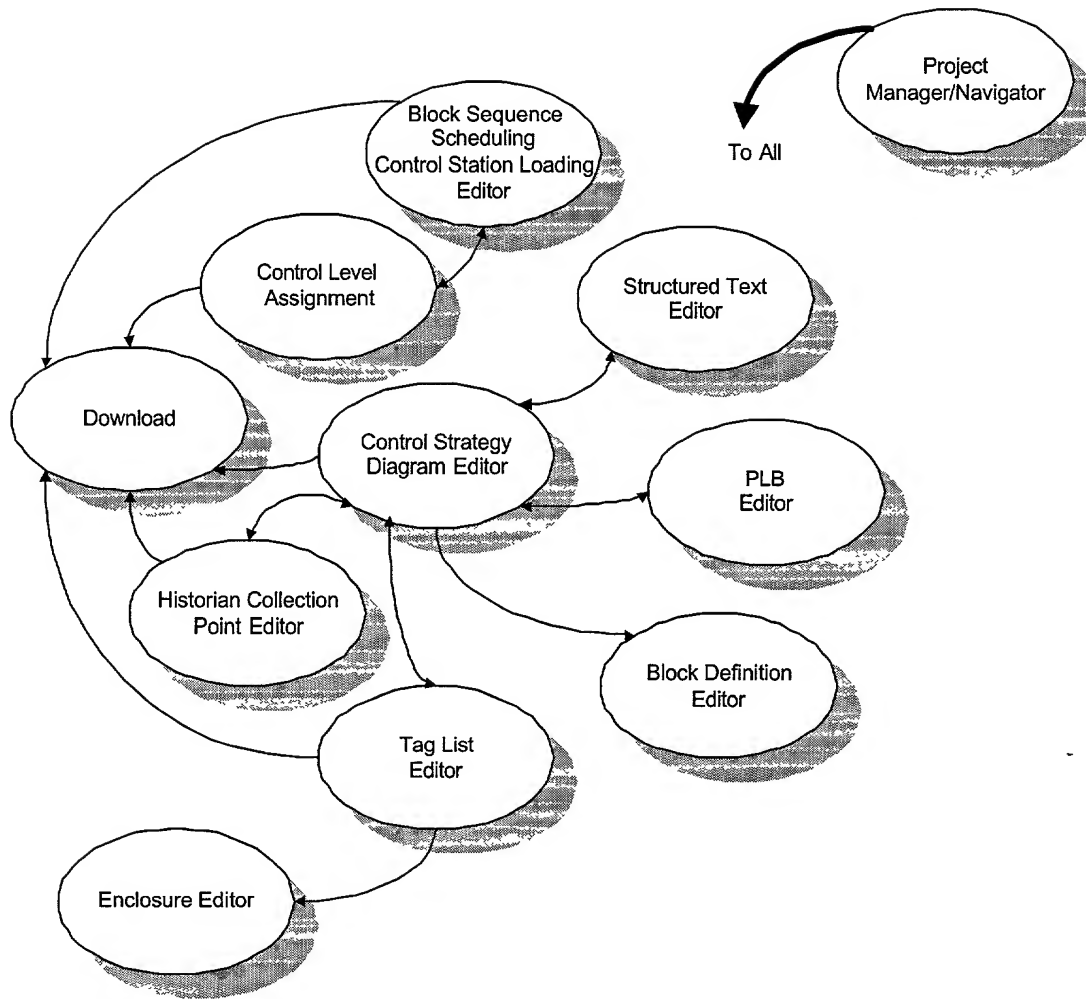 Project
Manager/Navigator
To All
Block Sequence
Scheduling
Control Station Loading
Editor
Control Level
Assignment
Structured Text
Editor
Download
Control Strategy
Diagram Editor
PLB
Editor
Historian Collection
Point Editor
Block Definition
Editor
Tag List
Editor
Enclosure Editor